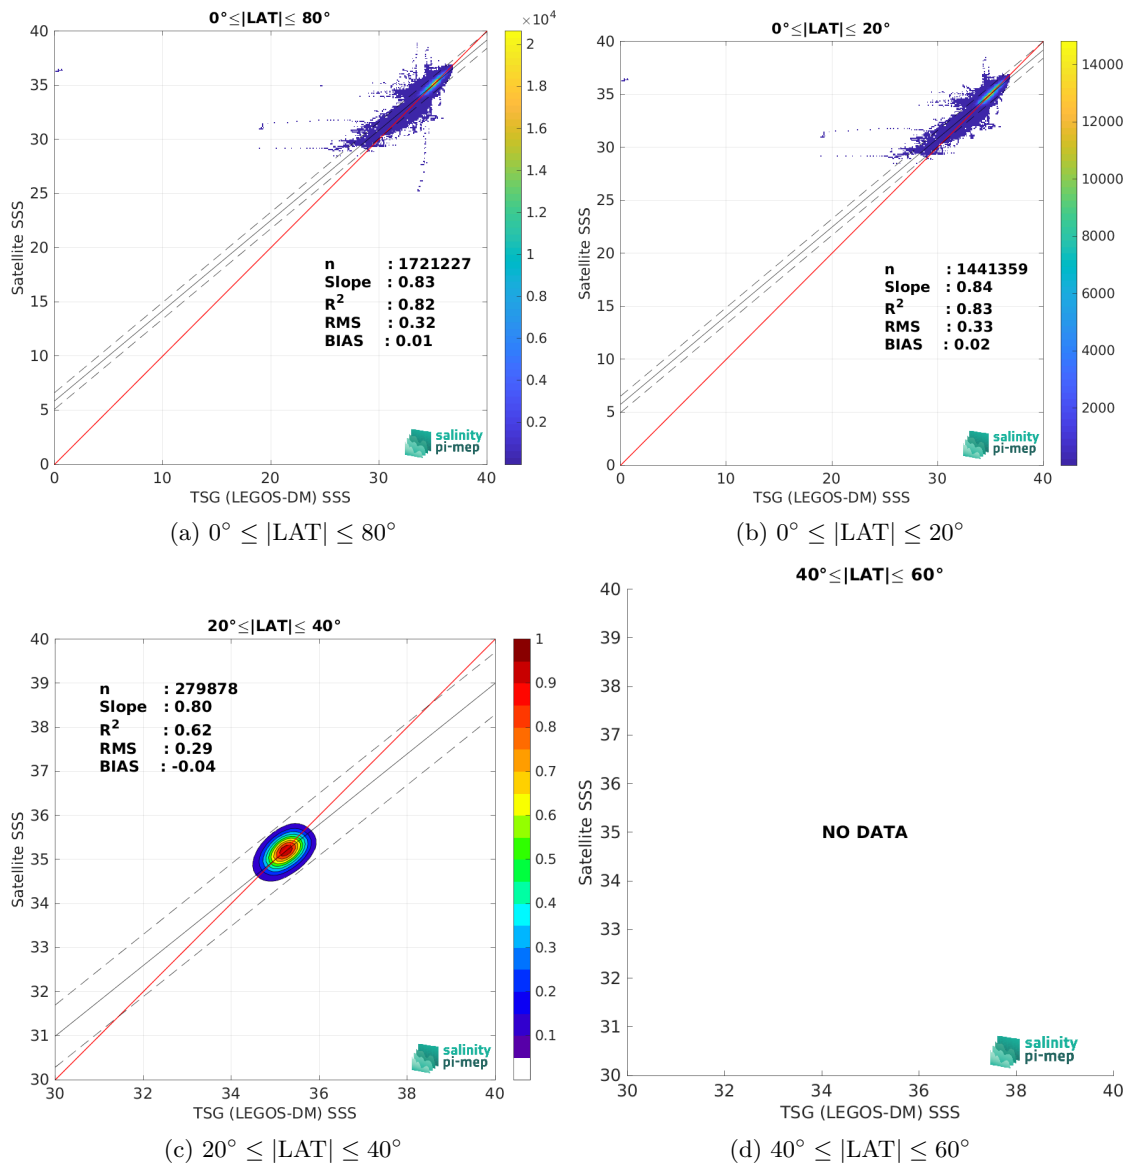 0°≤|LAT|≤ 80°
×10⁴
40
35
30
25
20
15
10
5
0
0
10
20
30
40
2
1.8
1.6
1.4
1.2
1
0.8
0.6
0.4
0.2
Satellite SSS
TSG (LEGOS-DM) SSS
n : 1721227
Slope : 0.83
R² : 0.82
RMS : 0.32
BIAS : 0.01
salinity
pi-mep
(a) 0° ≤ |LAT| ≤ 80°
0°≤|LAT|≤ 20°
40
35
30
25
20
15
10
5
0
0
10
20
30
40
14000
12000
10000
8000
6000
4000
2000
Satellite SSS
TSG (LEGOS-DM) SSS
n : 1441359
Slope : 0.84
R² : 0.83
RMS : 0.33
BIAS : 0.02
salinity
pi-mep
(b) 0° ≤ |LAT| ≤ 20°
20°≤|LAT|≤ 40°
40
39
38
37
36
35
34
33
32
31
30
30
32
34
36
38
40
1
0.9
0.8
0.7
0.6
0.5
0.4
0.3
0.2
0.1
Satellite SSS
TSG (LEGOS-DM) SSS
n : 279878
Slope : 0.80
R² : 0.62
RMS : 0.29
BIAS : -0.04
salinity
pi-mep
(c) 20° ≤ |LAT| ≤ 40°
40°≤|LAT|≤ 60°
40
39
38
37
36
35
34
33
32
31
30
30
32
34
36
38
40
Satellite SSS
TSG (LEGOS-DM) SSS
NO DATA
salinity
pi-mep
(d) 40° ≤ |LAT| ≤ 60°